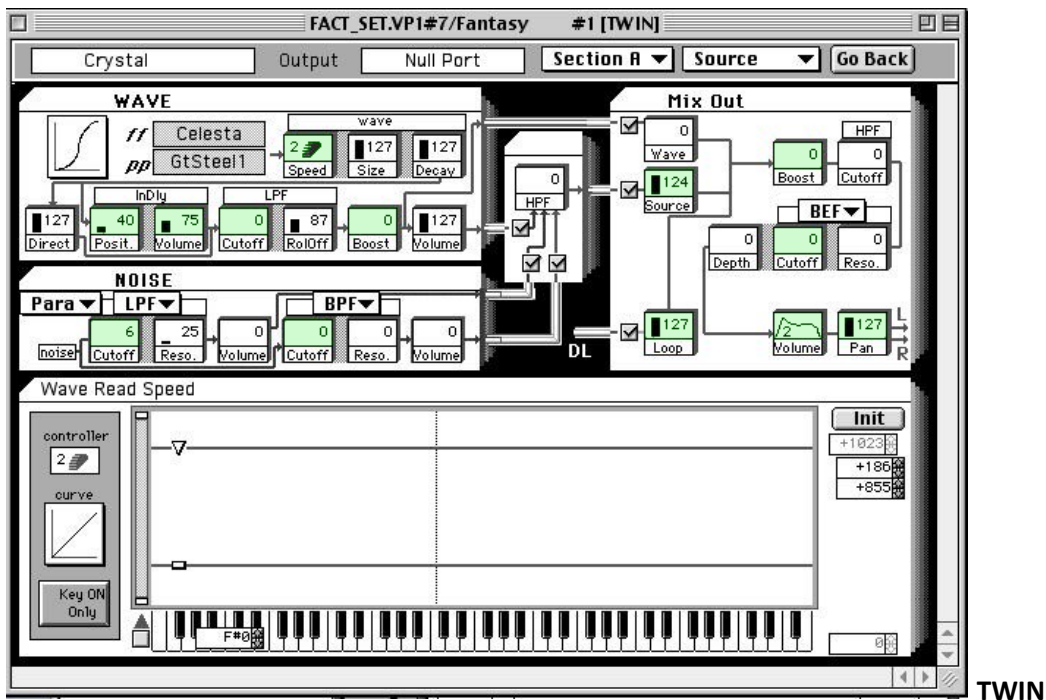 FACT_SET.VP1#7/Fantasy #1 [TWIN]
Crystal Output Null Port Section A Source Go Back
WAVE
ff Celesta
pp GtSteel1
wave
2 127 127
Speed Size Decay
InDly LPF
127 40 75 0 87 0 127
Direct Posit. Volume Cutoff RolOff Boost Volume
NOISE
Para LPF BPF
6 25 0 0 0 0
noise Cutoff Reso. Volume Cutoff Reso. Volume
0
HPF
DL
Mix Out
0
Wave
124
Source
HPF
0 0
Boost Cutoff
BEF
0 0 0
Depth Cutoff Reso.
127 2 127 L
Loop Volume Pan R
Wave Read Speed
controller
2
curve
Key ON
Only
Init
+1023
+186
+855
F#0
0
TWIN